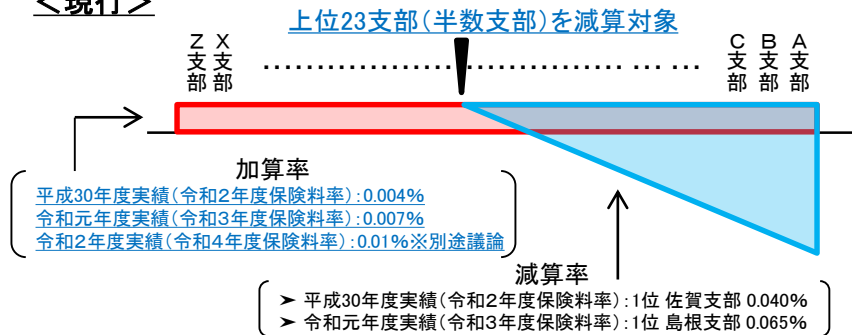 ＜現行＞
上位23支部（半数支部）を減算対象
Z支部
X支部
………………………………… … …
C支部
B支部
A支部
加算率
平成30年度実績（令和２年度保険料率）：0.004%
令和元年度実績（令和３年度保険料率）：0.007%
令和２年度実績（令和４年度保険料率）：0.01%※別途議論
減算率
➤ 平成30年度実績（令和２年度保険料率）：1位 佐賀支部 0.040%
➤ 令和元年度実績（令和３年度保険料率）：1位 島根支部 0.065%